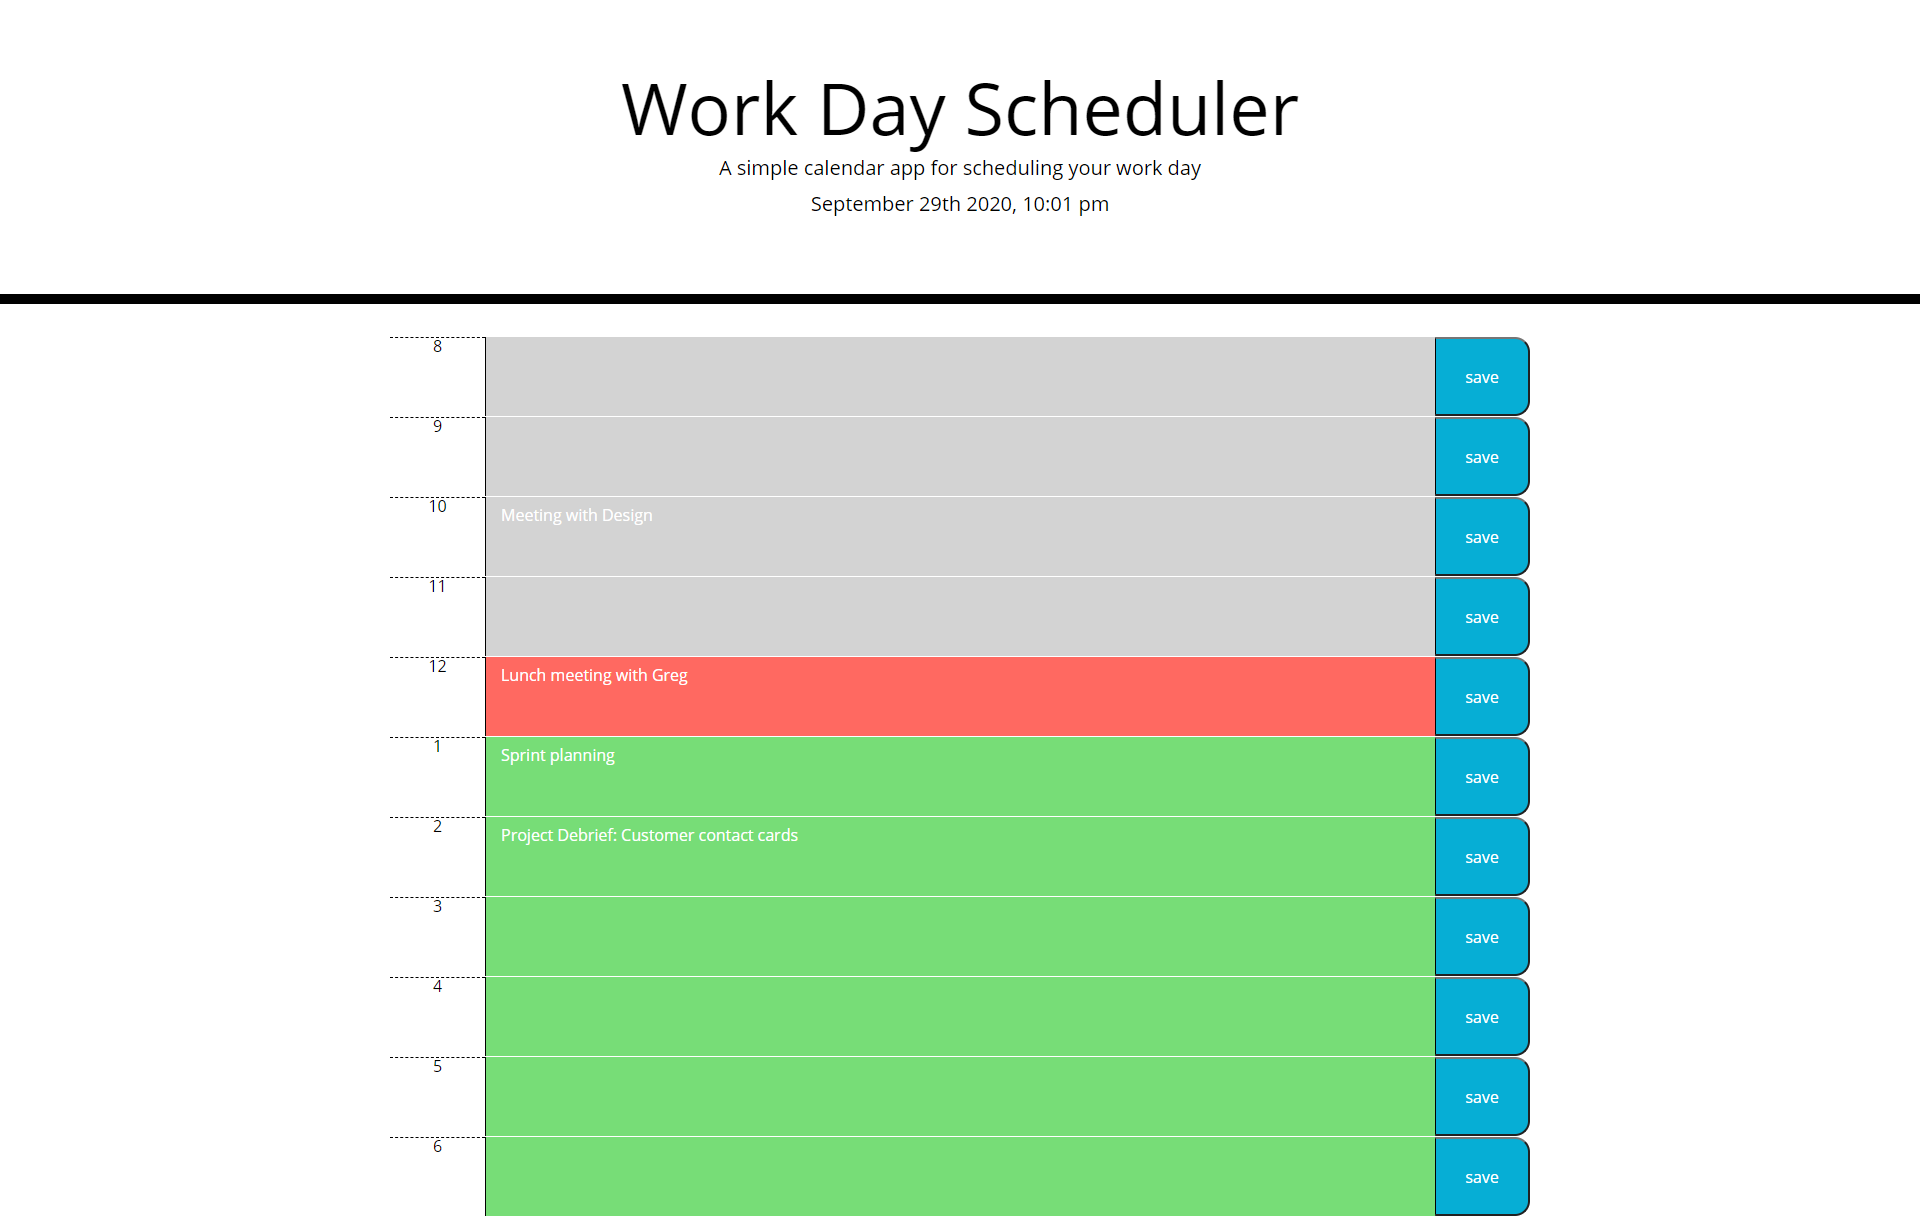 Work Day Scheduler
A simple calendar app for scheduling your work day
September 29th 2020, 10:01 pm
8 save
9 save
10 Meeting with Design save
11 save
12 Lunch meeting with Greg save
1 Sprint planning save
2 Project Debrief: Customer contact cards save
3 save
4 save
5 save
6 save